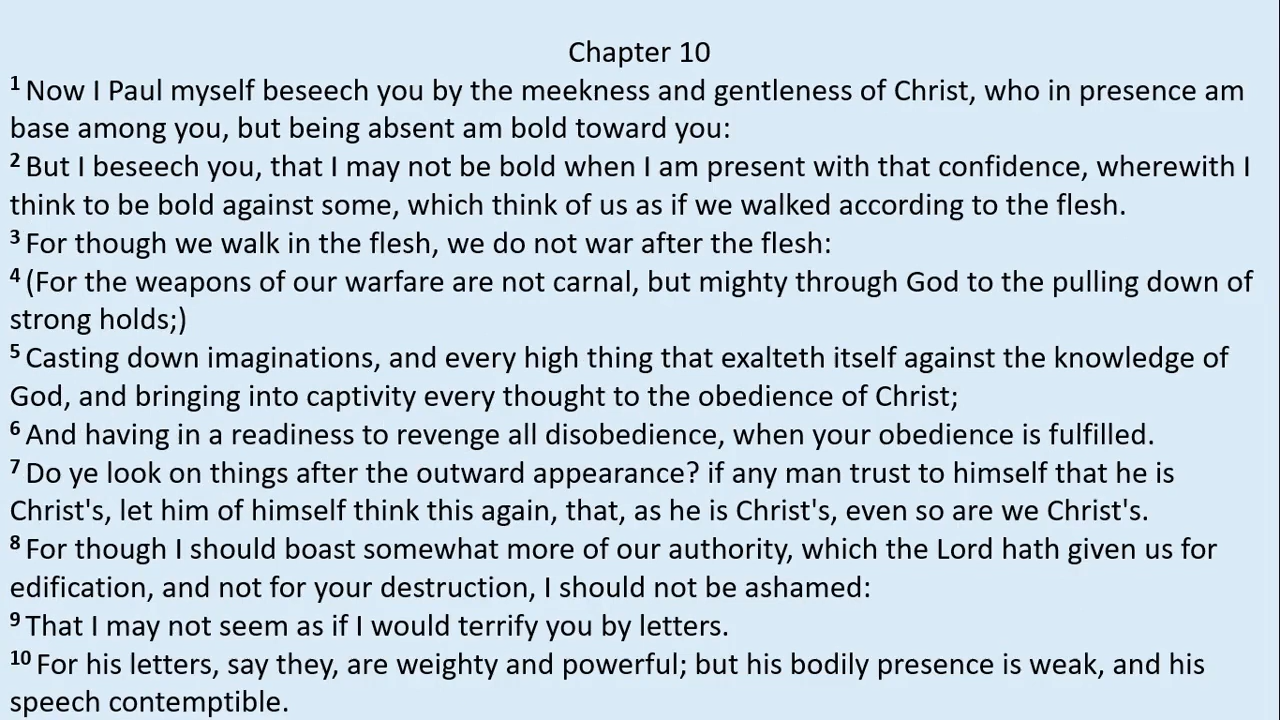 Chapter 10
1 Now I Paul myself beseech you by the meekness and gentleness of Christ, who in presence am
base among you, but being absent am bold toward you:
2 But I beseech you, that I may not be bold when I am present with that confidence, wherewith I
think to be bold against some, which think of us as if we walked according to the flesh.
3 For though we walk in the flesh, we do not war after the flesh:
4 (For the weapons of our warfare are not carnal, but mighty through God to the pulling down of
strong holds;)
5 Casting down imaginations, and every high thing that exalteth itself against the knowledge of
God, and bringing into captivity every thought to the obedience of Christ;
6 And having in a readiness to revenge all disobedience, when your obedience is fulfilled.
7 Do ye look on things after the outward appearance? if any man trust to himself that he is
Christ's, let him of himself think this again, that, as he is Christ's, even so are we Christ's.
8 For though I should boast somewhat more of our authority, which the Lord hath given us for
edification, and not for your destruction, I should not be ashamed:
9 That I may not seem as if I would terrify you by letters.
10 For his letters, say they, are weighty and powerful; but his bodily presence is weak, and his
speech contemptible.